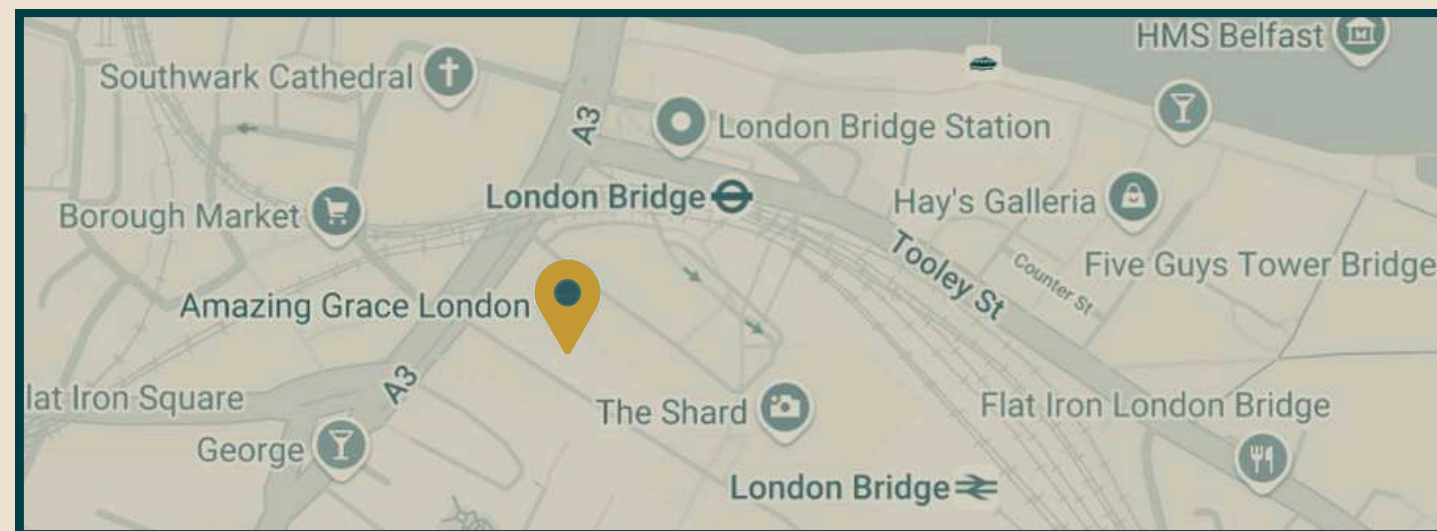 HMS Belfast
Southwark Cathedral
A3
London Bridge Station
London Bridge
Hay's Galleria
Borough Market
Tooley St
Counter St
Five Guys Tower Bridge
Amazing Grace London
A3
lat Iron Square
The Shard
Flat Iron London Bridge
George
London Bridge